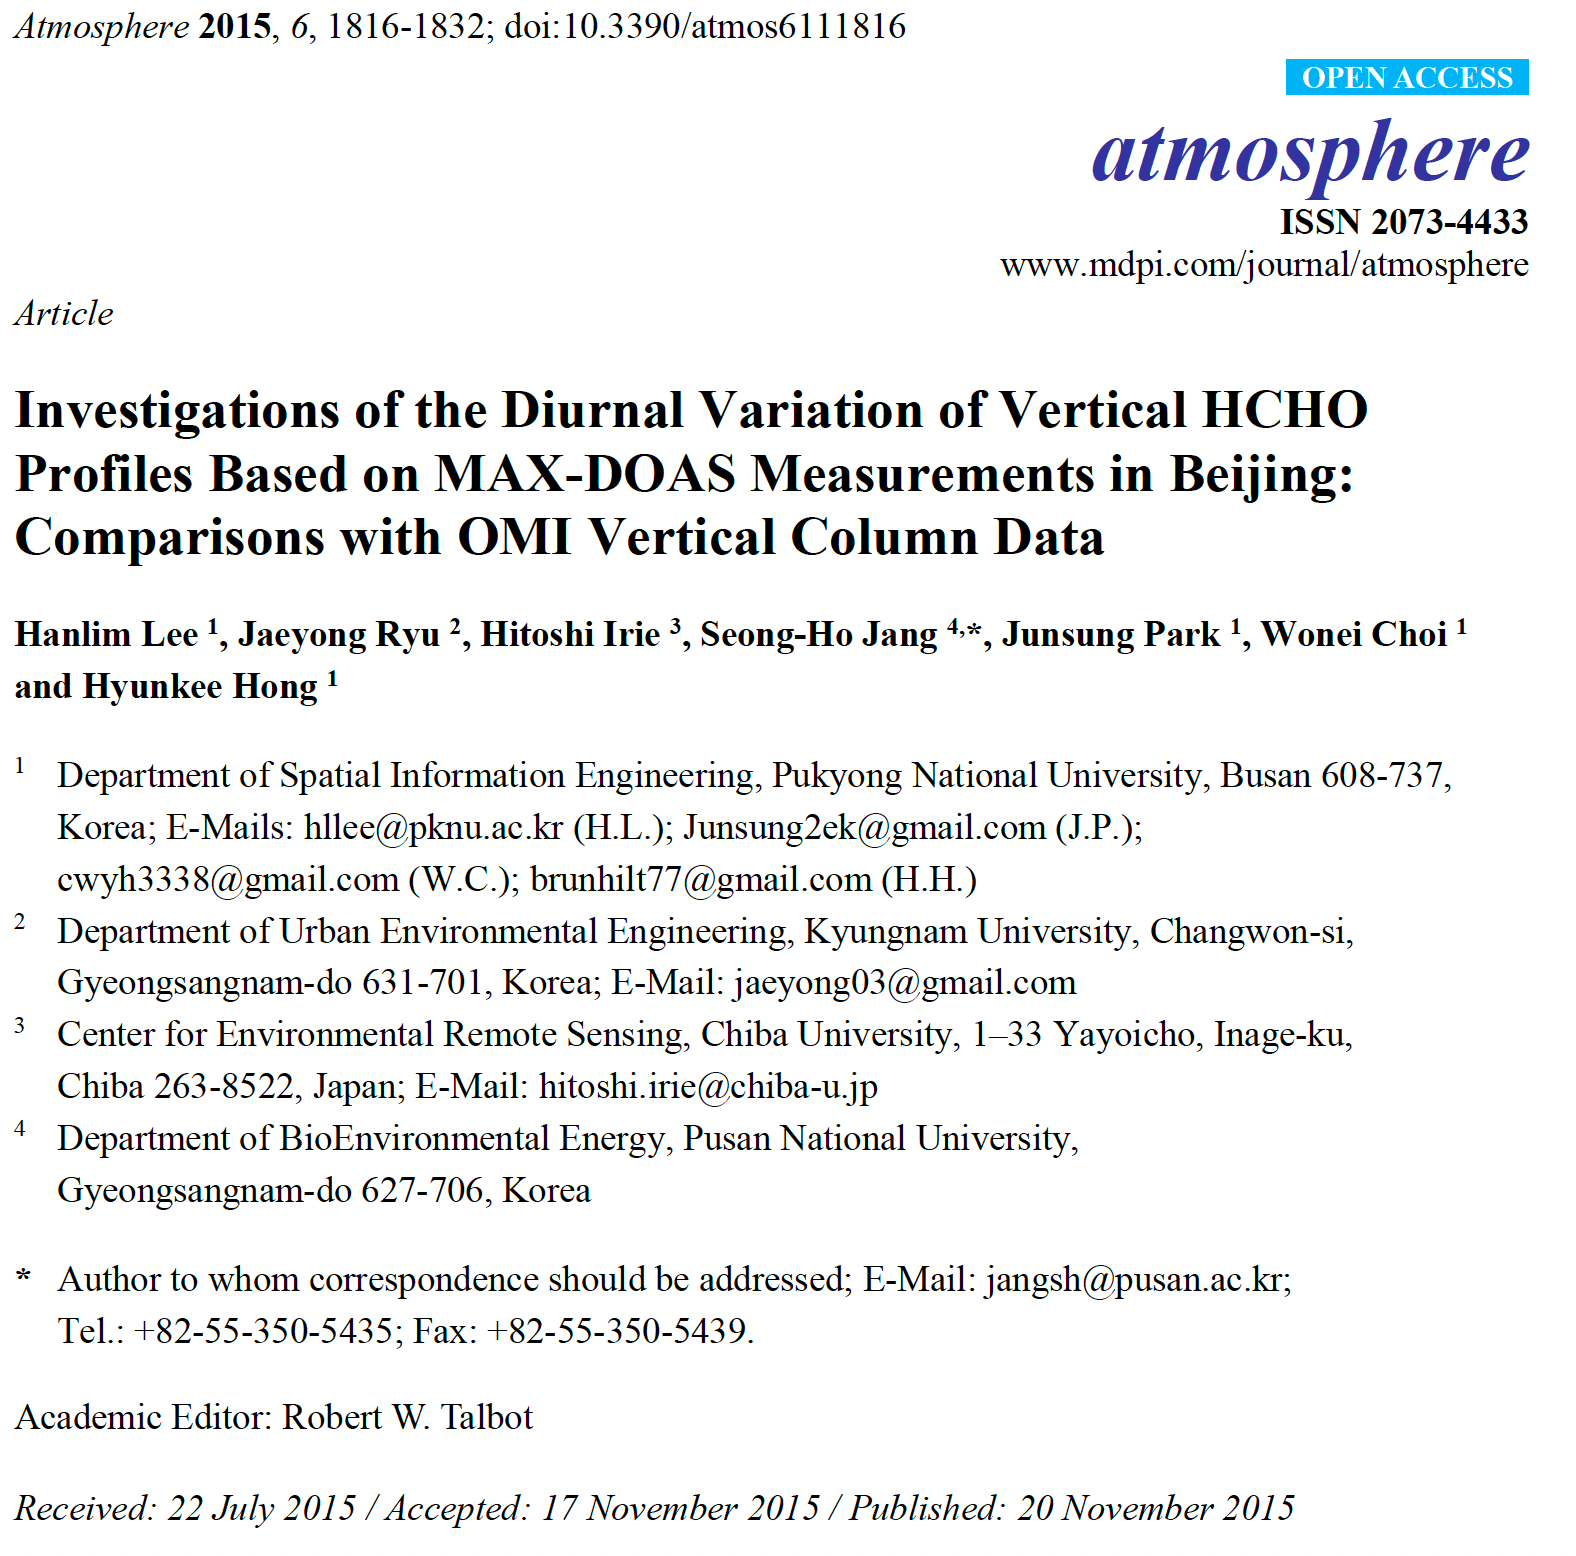 Atmosphere 2015, 6, 1816-1832; doi:10.3390/atmos6111816
OPEN ACCESS
atmosphere
ISSN 2073-4433
www.mdpi.com/journal/atmosphere
Article
Investigations of the Diurnal Variation of Vertical HCHO
Profiles Based on MAX-DOAS Measurements in Beijing:
Comparisons with OMI Vertical Column Data
Hanlim Lee 1, Jaeyong Ryu 2, Hitoshi Irie 3, Seong-Ho Jang 4,*, Junsung Park 1, Wonei Choi 1
and Hyunkee Hong 1
1 Department of Spatial Information Engineering, Pukyong National University, Busan 608-737,
Korea; E-Mails: hllee@pknu.ac.kr (H.L.); Junsung2ek@gmail.com (J.P.);
cwyh3338@gmail.com (W.C.); brunhilt77@gmail.com (H.H.)
2 Department of Urban Environmental Engineering, Kyungnam University, Changwon-si,
Gyeongsangnam-do 631-701, Korea; E-Mail: jaeyong03@gmail.com
3 Center for Environmental Remote Sensing, Chiba University, 1–33 Yayoicho, Inage-ku,
Chiba 263-8522, Japan; E-Mail: hitoshi.irie@chiba-u.jp
4 Department of BioEnvironmental Energy, Pusan National University,
Gyeongsangnam-do 627-706, Korea
* Author to whom correspondence should be addressed; E-Mail: jangsh@pusan.ac.kr;
Tel.: +82-55-350-5435; Fax: +82-55-350-5439.
Academic Editor: Robert W. Talbot
Received: 22 July 2015 / Accepted: 17 November 2015 / Published: 20 November 2015